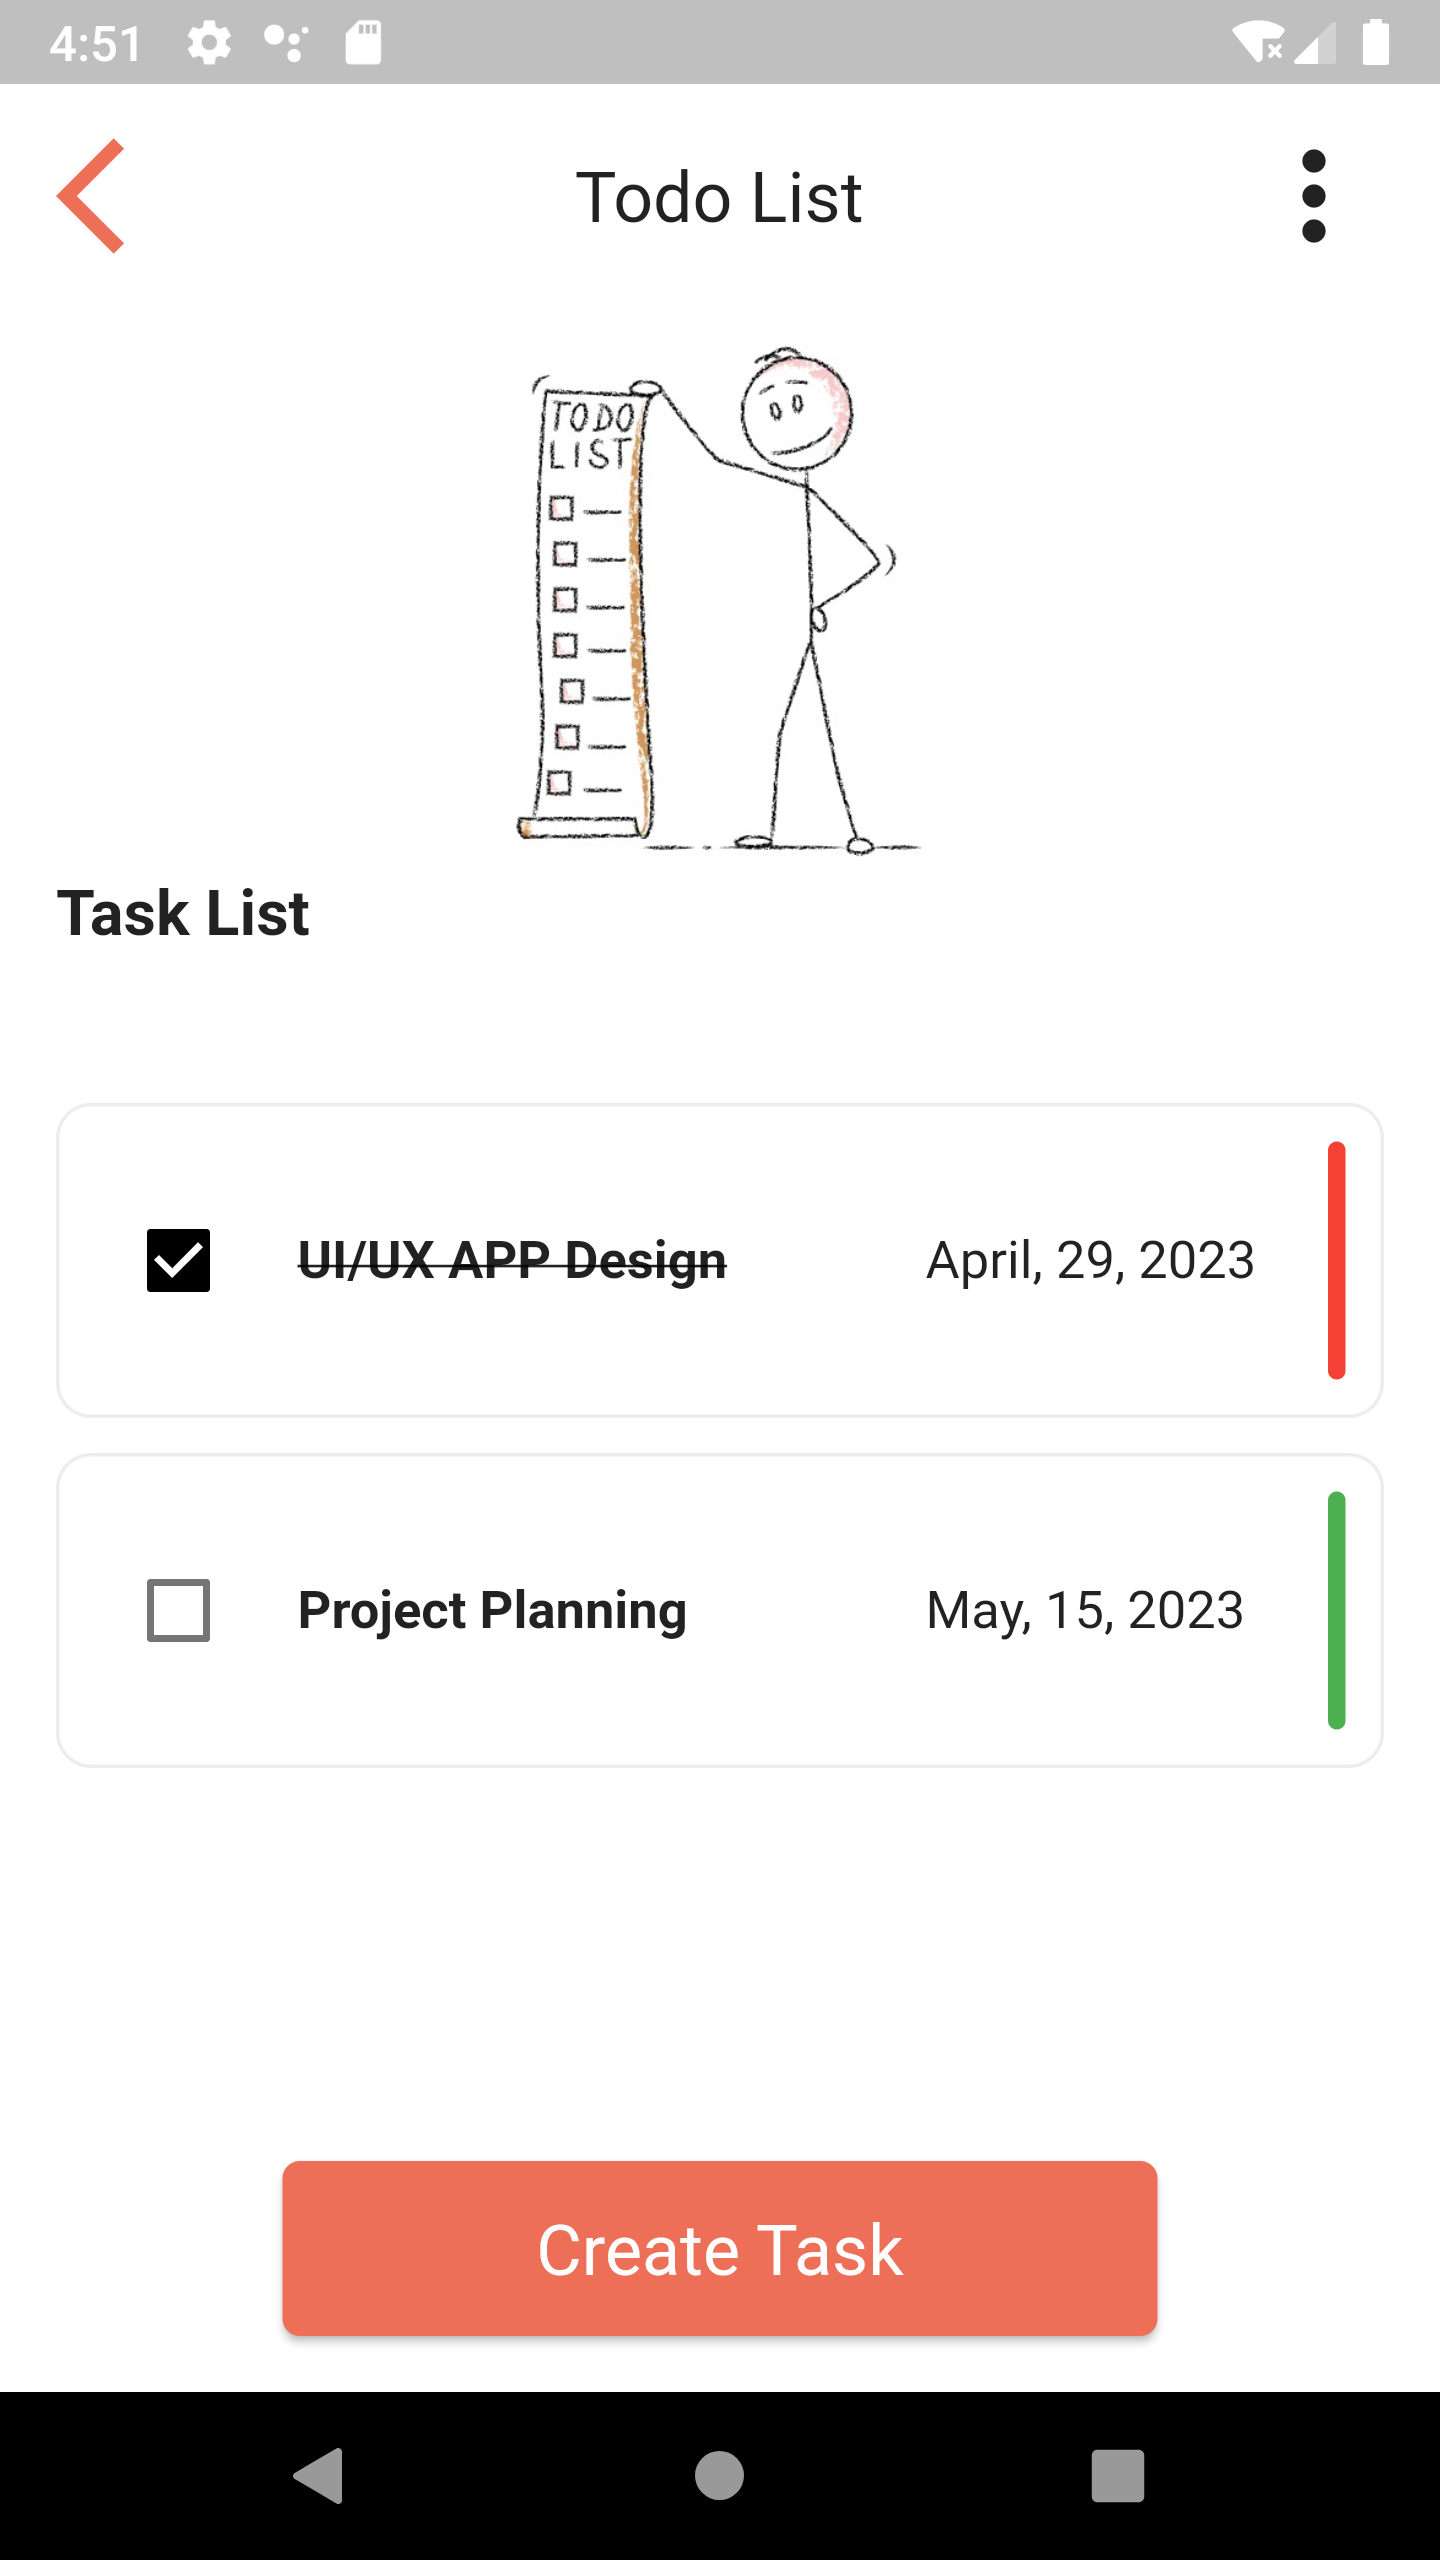 4:51
Todo List
TODO
LIST
Task List
UI/UX APP Design April, 29, 2023
Project Planning May, 15, 2023
Create Task